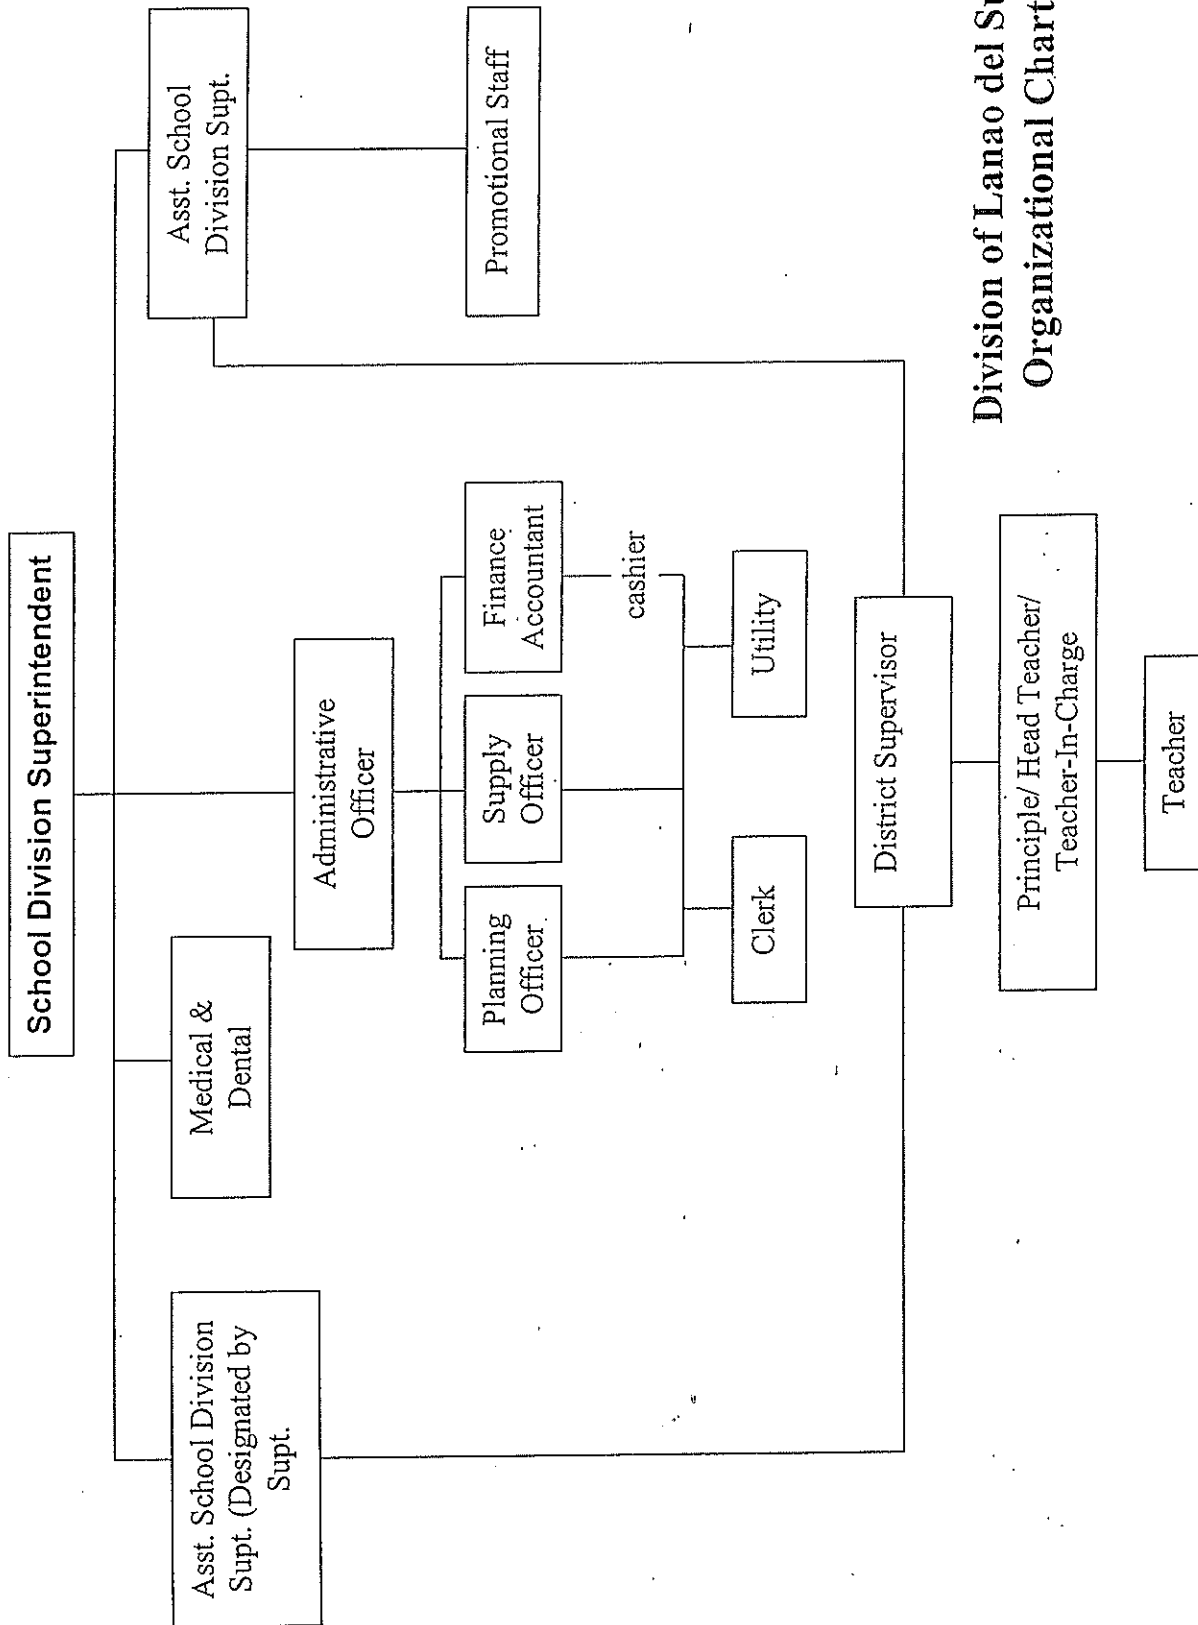 School Division Superintendent
Asst. School Division
Supt. (Designated by
Supt.
Medical &
Dental
Asst. School
Division Supt.
Administrative
Officer
Planning
Officer
Supply
Officer
Finance
Accountant
Promotional Staff
cashier
Clerk
Utility
District Supervisor
Principle/ Head Teacher/
Teacher-In-Charge
Teacher
Division of Lanao del Su
Organizational Chart